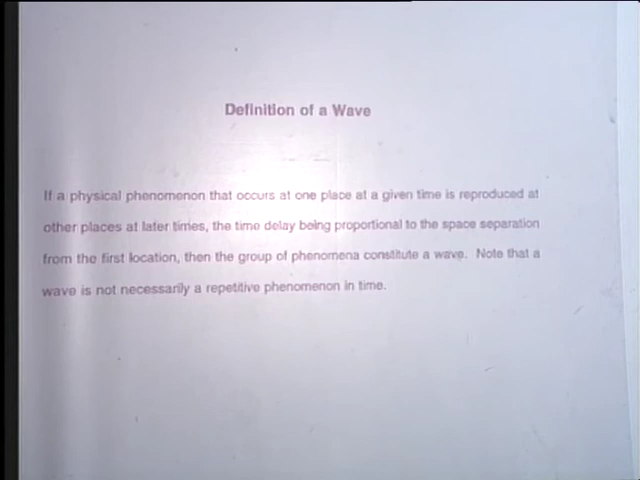 Definition of a Wave
If a physical phenomenon that occurs at one place at a given time is reproduced at
other places at later times, the time delay being proportional to the space separation
from the first location, then the group of phenomena constitute a wave. Note that a
wave is not necessarily a repetitive phenomenon in time.